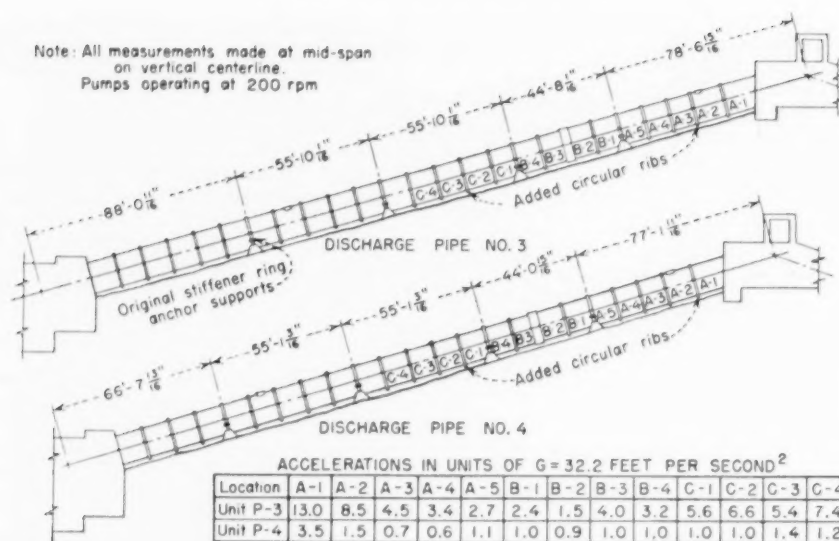 Note: All measurements made at mid-span
on vertical centerline.
Pumps operating at 200 rpm
78'-6 15/16"
44'-8 1/16"
55'-10 1/16"
55'-10 1/16"
88'-0 11/16"
C-4 C-3 C-2 C-1 B-4 B-3 B-2 B-1 A-5 A-4 A-3 A-2 A-1
Added circular ribs
DISCHARGE PIPE NO. 3
Original stiffener ring
anchor supports
77'-1 11/16"
44'-0 15/16"
55'-1 3/16"
55'-1 3/16"
66'-7 13/16"
C-4 C-3 C-2 C-1 B-4 B-3 B-2 B-1 A-5 A-4 A-3 A-2 A-1
Added circular ribs
DISCHARGE PIPE NO. 4
ACCELERATIONS IN UNITS OF G=32.2 FEET PER SECOND²
Location A-1 A-2 A-3 A-4 A-5 B-1 B-2 B-3 B-4 C-1 C-2 C-3 C-4
Unit P-3 13.0 8.5 4.5 3.4 2.7 2.4 1.5 4.0 3.2 5.6 6.6 5.4 7.4
Unit P-4 3.5 1.5 0.7 0.6 1.1 1.0 0.9 1.0 1.0 1.0 1.0 1.4 1.2